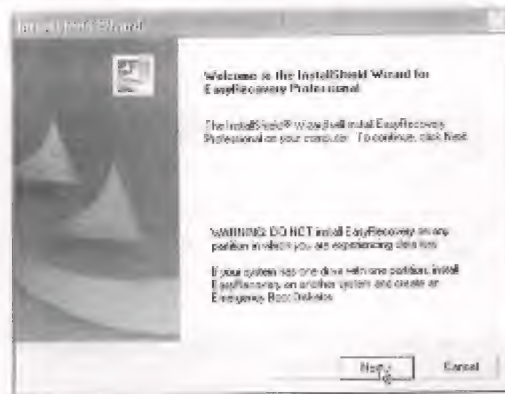 InstallShield Wizard
Welcome to the InstallShield Wizard for
EasyRecovery Professional
The InstallShield® Wizard will install EasyRecovery
Professional on your computer. To continue, click Next.
WARNING: DO NOT install EasyRecovery on any
partition in which you are experiencing data loss.
If your system has one drive with one partition, install
EasyRecovery on another system and create an
Emergency Boot Diskette.
Next >
Cancel